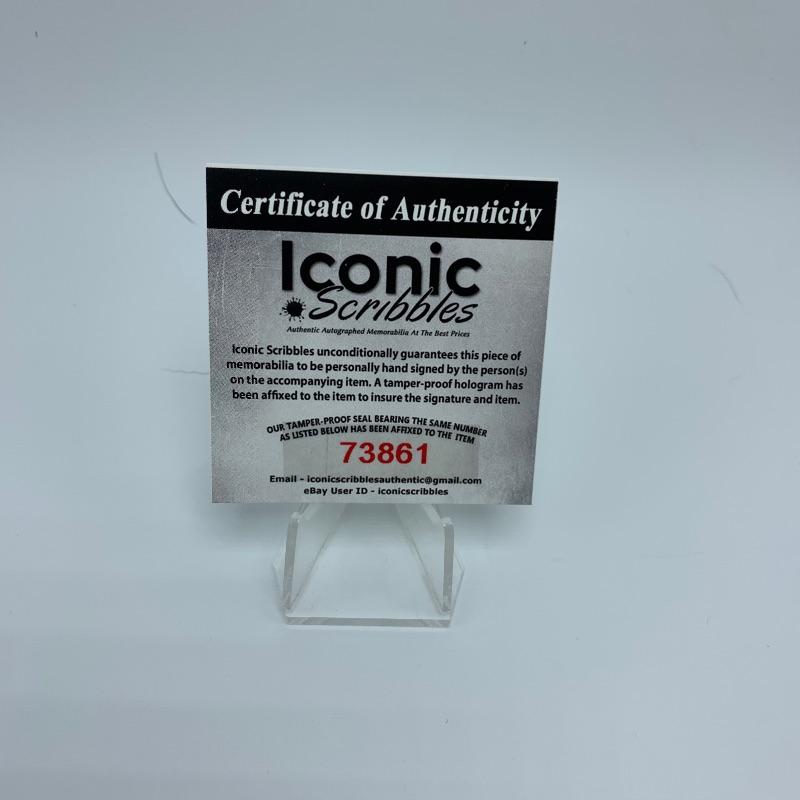 Certificate of Authenticity
Iconic
Scribbles
Authentic Autographed Memorabilia At The Best Prices
Iconic Scribbles unconditionally guarantees this piece of
memorabilia to be personally hand signed by the person(s)
on the accompanying item. A tamper-proof hologram has
been affixed to the item to insure the signature and item.
OUR TAMPER-PROOF SEAL BEARING THE SAME NUMBER
AS LISTED BELOW HAS BEEN AFFIXED TO THE ITEM
73861
Email - iconicscribblesauthentic@gmail.com
eBay User ID - iconicscribbles